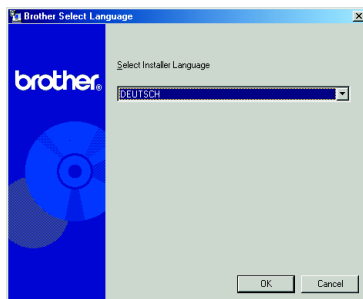 Brother Select Language
brother.
Select Installer Language
DEUTSCH
OK
Cancel